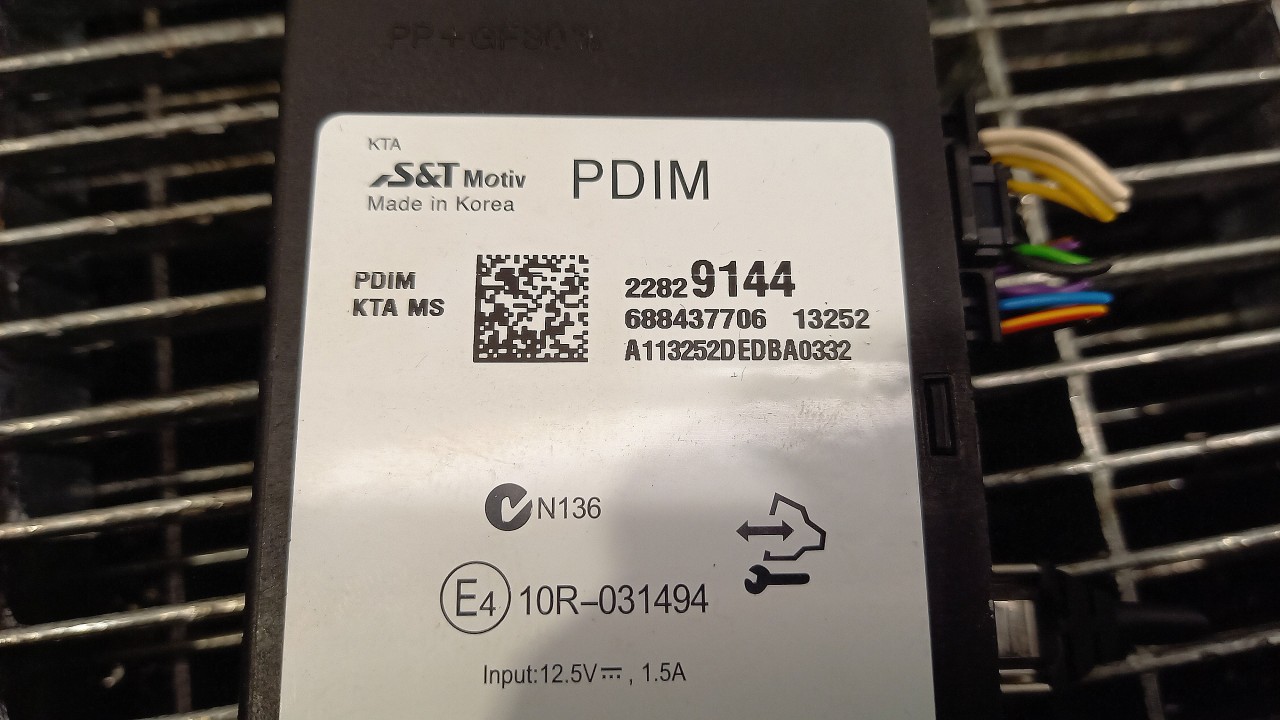 KTA
S&T Motiv
PDIM
Made in Korea
PDIM
KTA MS
22829144
688437706 13252
A113252DEDBA0332
N136
E4 10R-031494
Input:12.5V⎓, 1.5A